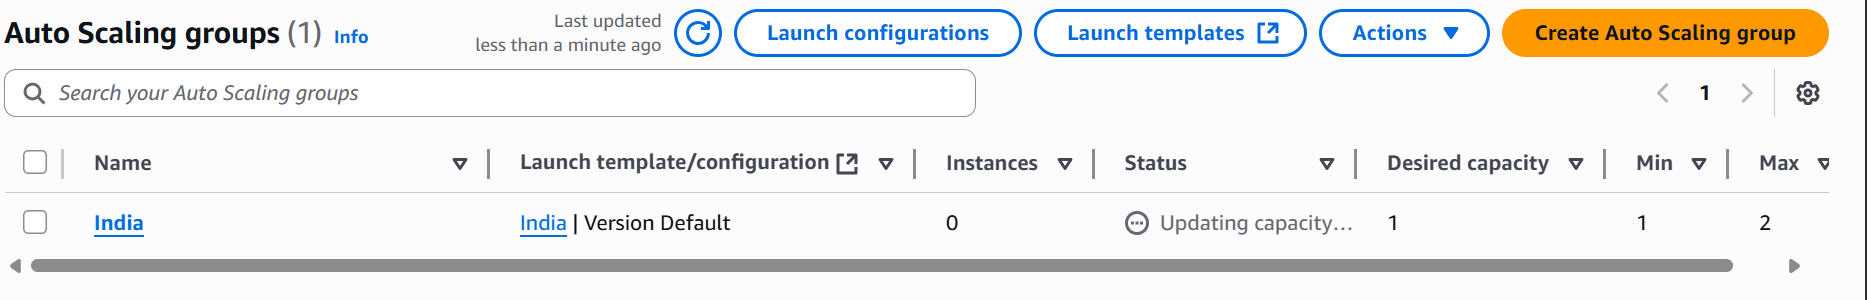 Auto Scaling groups (1) Info
Last updated
less than a minute ago
Launch configurations
Launch templates
Actions
Create Auto Scaling group
Search your Auto Scaling groups
1
Name Launch template/configuration Instances Status Desired capacity Min Max
India India | Version Default 0 Updating capacity... 1 1 2